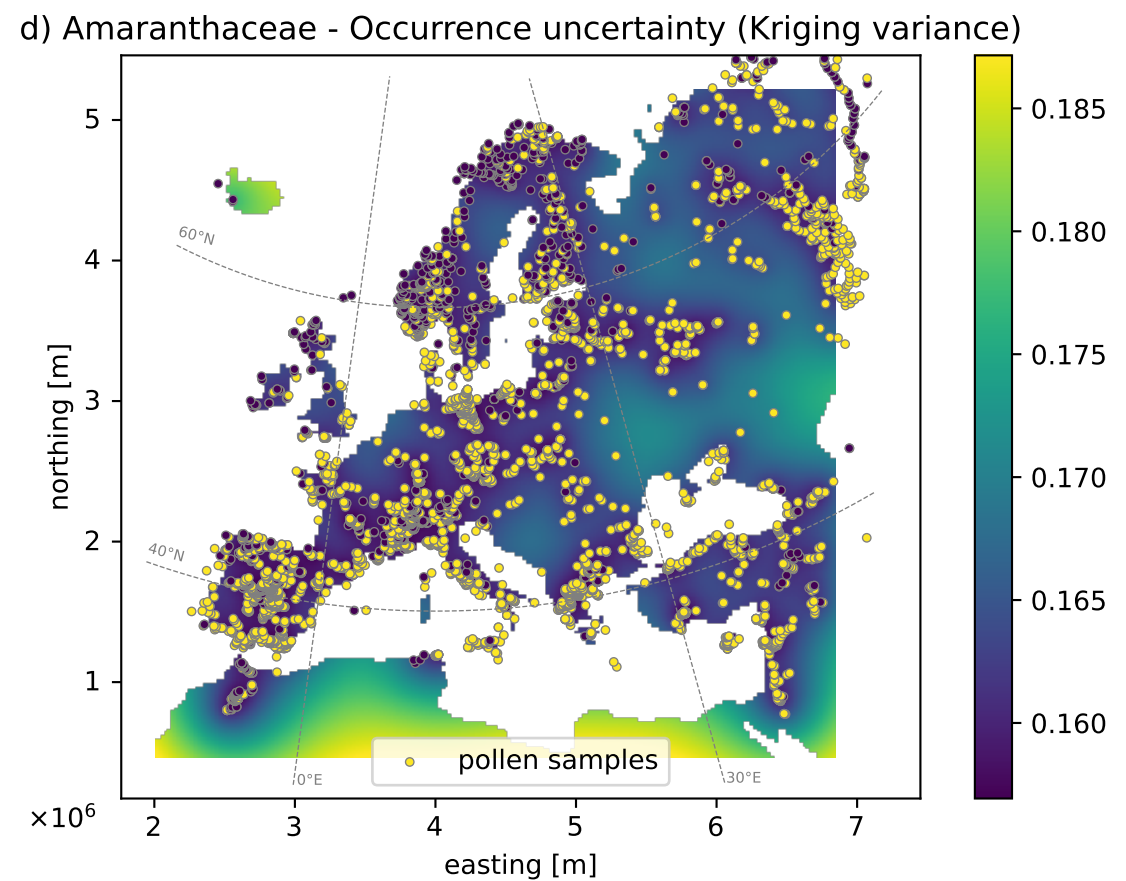 d) Amaranthaceae - Occurrence uncertainty (Kriging variance)
5
4
3
2
1
northing [m]
×10⁶
2 3 4 5 6 7
easting [m]
60°N
40°N
0°E
30°E
pollen samples
0.185
0.180
0.175
0.170
0.165
0.160